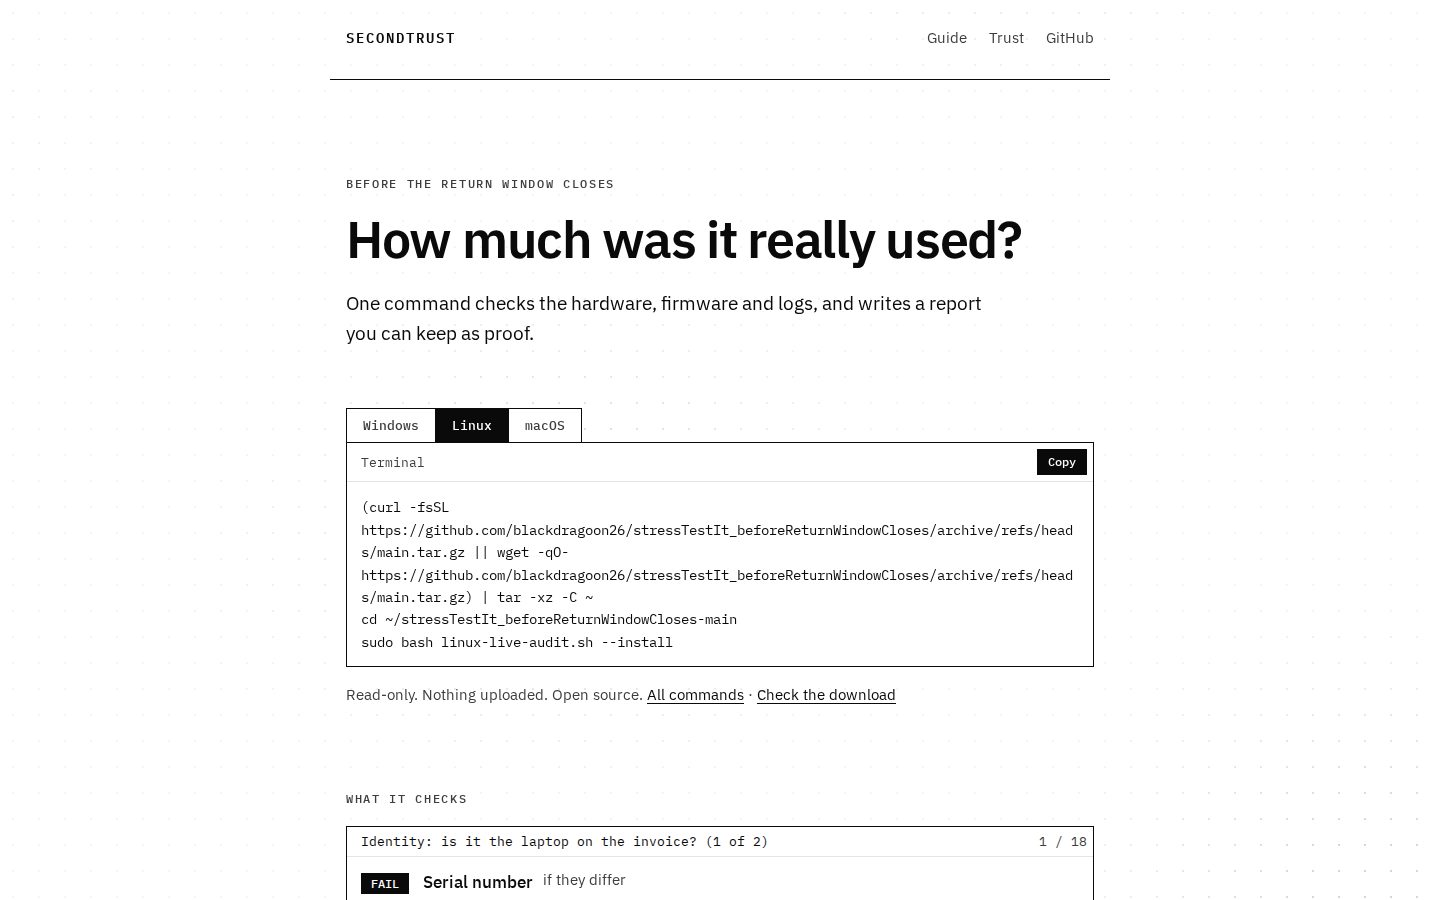 SECONDTRUST
Guide Trust GitHub
BEFORE THE RETURN WINDOW CLOSES
How much was it really used?
One command checks the hardware, firmware and logs, and writes a report
you can keep as proof.
Windows Linux macOS
Terminal Copy
(curl -fsSL
https://github.com/blackdragoon26/stressTestIt_beforeReturnWindowCloses/archive/refs/head
s/main.tar.gz || wget -qO-
https://github.com/blackdragoon26/stressTestIt_beforeReturnWindowCloses/archive/refs/head
s/main.tar.gz) | tar -xz -C ~
cd ~/stressTestIt_beforeReturnWindowCloses-main
sudo bash linux-live-audit.sh --install
Read-only. Nothing uploaded. Open source. All commands · Check the download
WHAT IT CHECKS
Identity: is it the laptop on the invoice? (1 of 2) 1 / 18
FAIL Serial number if they differ